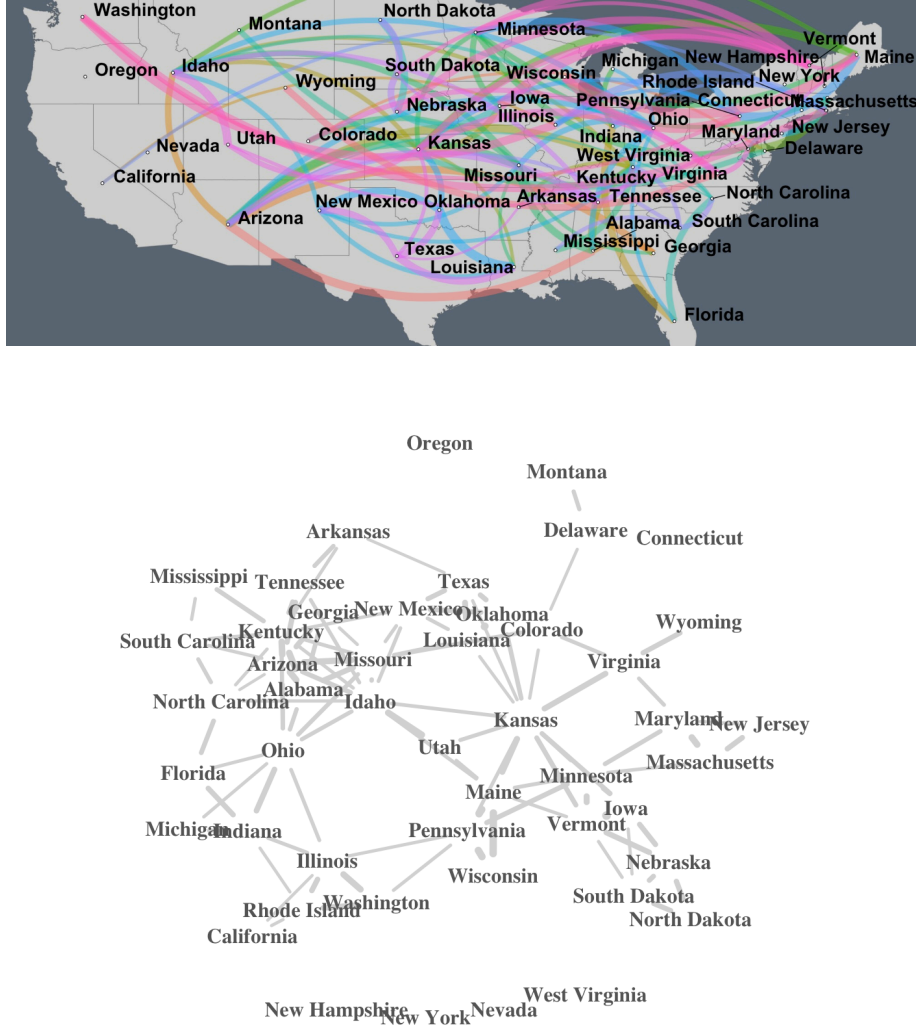 Washington
North Dakota
Montana
Minnesota
Vermont
Oregon
Idaho
South Dakota
Wisconsin
Michigan
New Hampshire
Maine
Wyoming
Rhode Island
New York
Nebraska
Iowa
Pennsylvania
Connecticut
Massachusetts
Illinois
Ohio
Nevada
Utah
Colorado
Kansas
Indiana
Maryland
New Jersey
West Virginia
Delaware
California
Missouri
Kentucky
Virginia
Arizona
New Mexico
Oklahoma
Arkansas
Tennessee
North Carolina
Alabama
South Carolina
Texas
Mississippi
Georgia
Louisiana
Florida
Oregon
Montana
Arkansas
Delaware
Connecticut
Mississippi
Tennessee
Texas
Georgia
New Mexico
Oklahoma
Wyoming
South Carolina
Kentucky
Louisiana
Colorado
Arizona
Missouri
Virginia
Alabama
North Carolina
Idaho
Kansas
Maryland
New Jersey
Ohio
Utah
Florida
Maine
Minnesota
Massachusetts
Iowa
Michigan
Indiana
Pennsylvania
Vermont
Illinois
Wisconsin
Nebraska
Rhode Island
Washington
South Dakota
North Dakota
California
New Hampshire
New York
Nevada
West Virginia